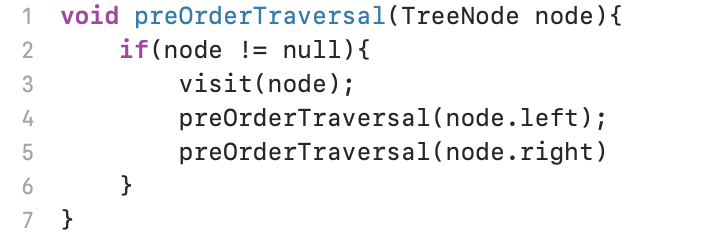 1 void preOrderTraversal(TreeNode node){
2     if(node != null){
3         visit(node);
4         preOrderTraversal(node.left);
5         preOrderTraversal(node.right)
6     }
7 }